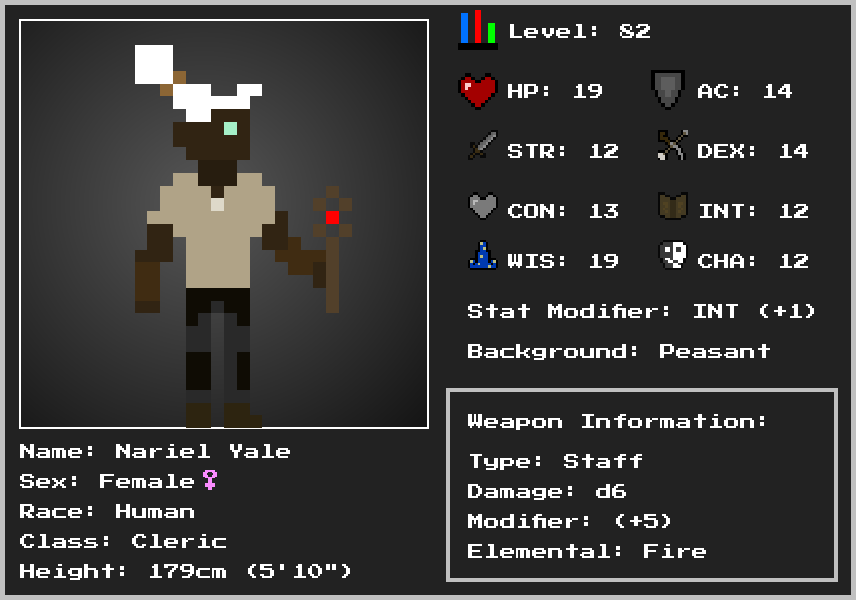 Level: 82
HP: 19
AC: 14
STR: 12
DEX: 14
CON: 13
INT: 12
WIS: 19
CHA: 12
Stat Modifier: INT (+1)
Background: Peasant
Weapon Information:
Type: Staff
Damage: d6
Modifier: (+5)
Elemental: Fire
Name: Nariel Yale
Sex: Female♀
Race: Human
Class: Cleric
Height: 179cm (5'10")